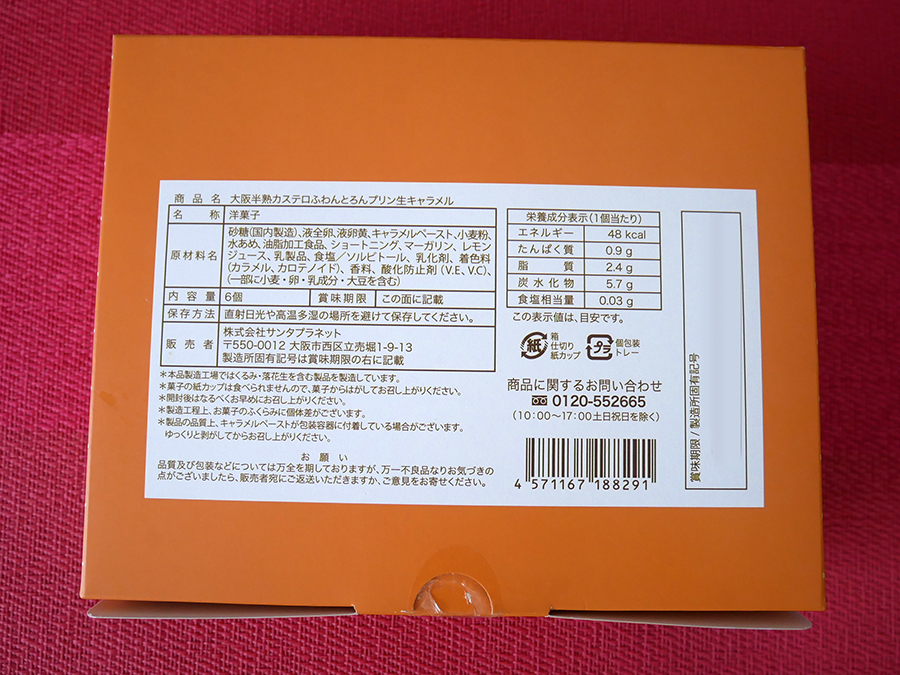 商品名 大阪半熟カステロふわんとろんプリン生キャラメル
名称 洋菓子
原材料名 砂糖(国内製造)、液全卵、液卵黄、キャラメルペースト、小麦粉、
水あめ、油脂加工食品、ショートニング、マーガリン、レモン
ジュース、乳製品、食塩／ソルビトール、乳化剤、着色料
(カラメル、カロテノイド)、香料、酸化防止剤(V.E、V.C)、
(一部に小麦・卵・乳成分・大豆を含む)
内容量 6個 賞味期限 この面に記載
保存方法 直射日光や高温多湿の場所を避けて保存してください。
販売者 株式会社サンタプラネット
〒550-0012 大阪市西区立売堀1-9-13
製造所固有記号は賞味期限の右に記載
＊本品製造工場ではくるみ・落花生を含む製品を製造しています。
＊菓子の紙カップは食べられませんので、菓子からはがしてお召し上がりください。
＊開封後はなるべくお早めにお召し上がりください。
＊製造工程上、お菓子のふくらみに個体差がございます。
＊製品の品質上、キャラメルペーストが包装容器に付着している場合がございます。
ゆっくりと剥がしてからお召し上がりください。
お願い
品質及び包装などについては万全を期しておりますが、万一不良品なりお気づきの
点がございましたら、販売者宛にご返送いただきますか、ご意見をお寄せください。
栄養成分表示(1個当たり)
エネルギー 48 kcal
たんぱく質 0.9 g
脂質 2.4 g
炭水化物 5.7 g
食塩相当量 0.03 g
この表示値は、目安です。
紙 箱
仕切り
紙カップ
プラ 個包装
トレー
商品に関するお問い合わせ
0120-552665
(10:00〜17:00土日祝日を除く)
4 571167 188291
賞味期限 / 製造所固有記号